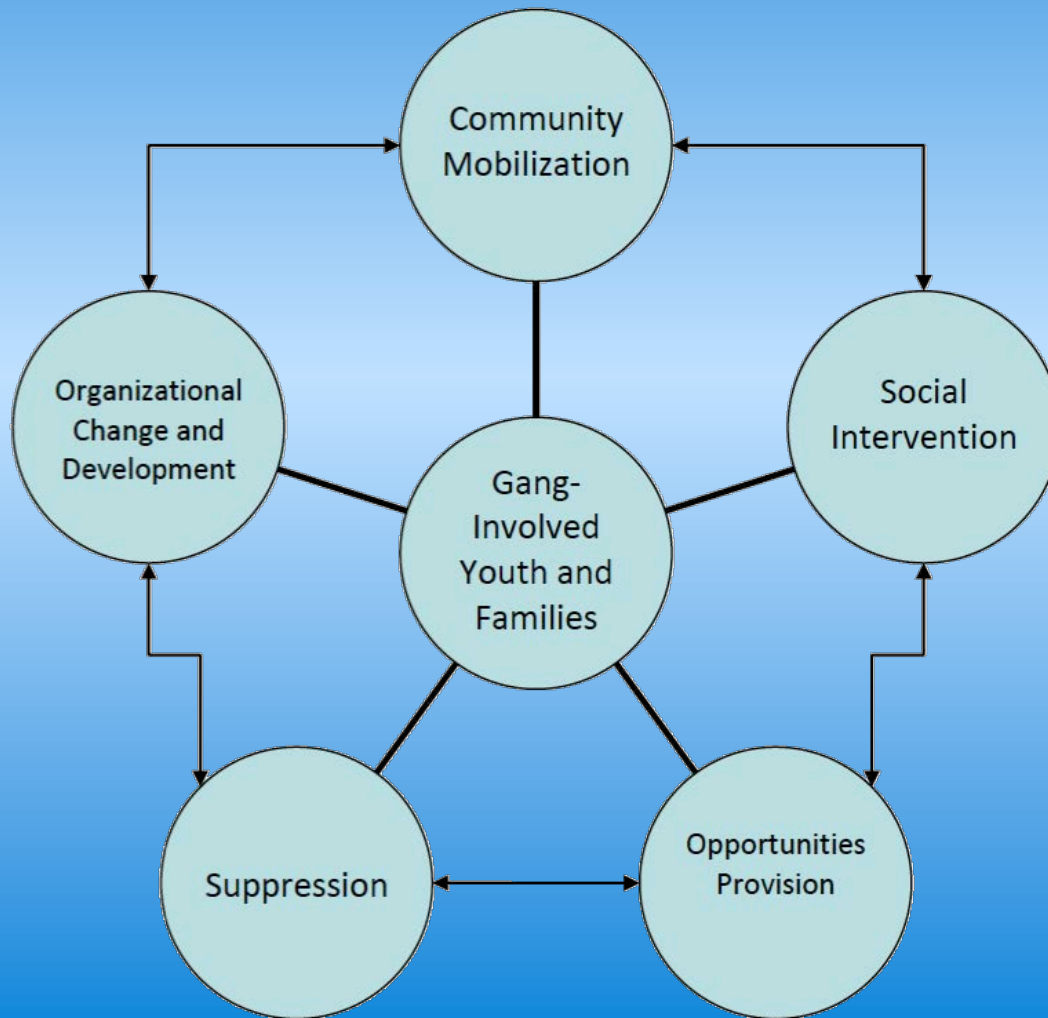 Community
Mobilization
Organizational
Change and
Development
Social
Intervention
Gang-
Involved
Youth and
Families
Suppression
Opportunities
Provision